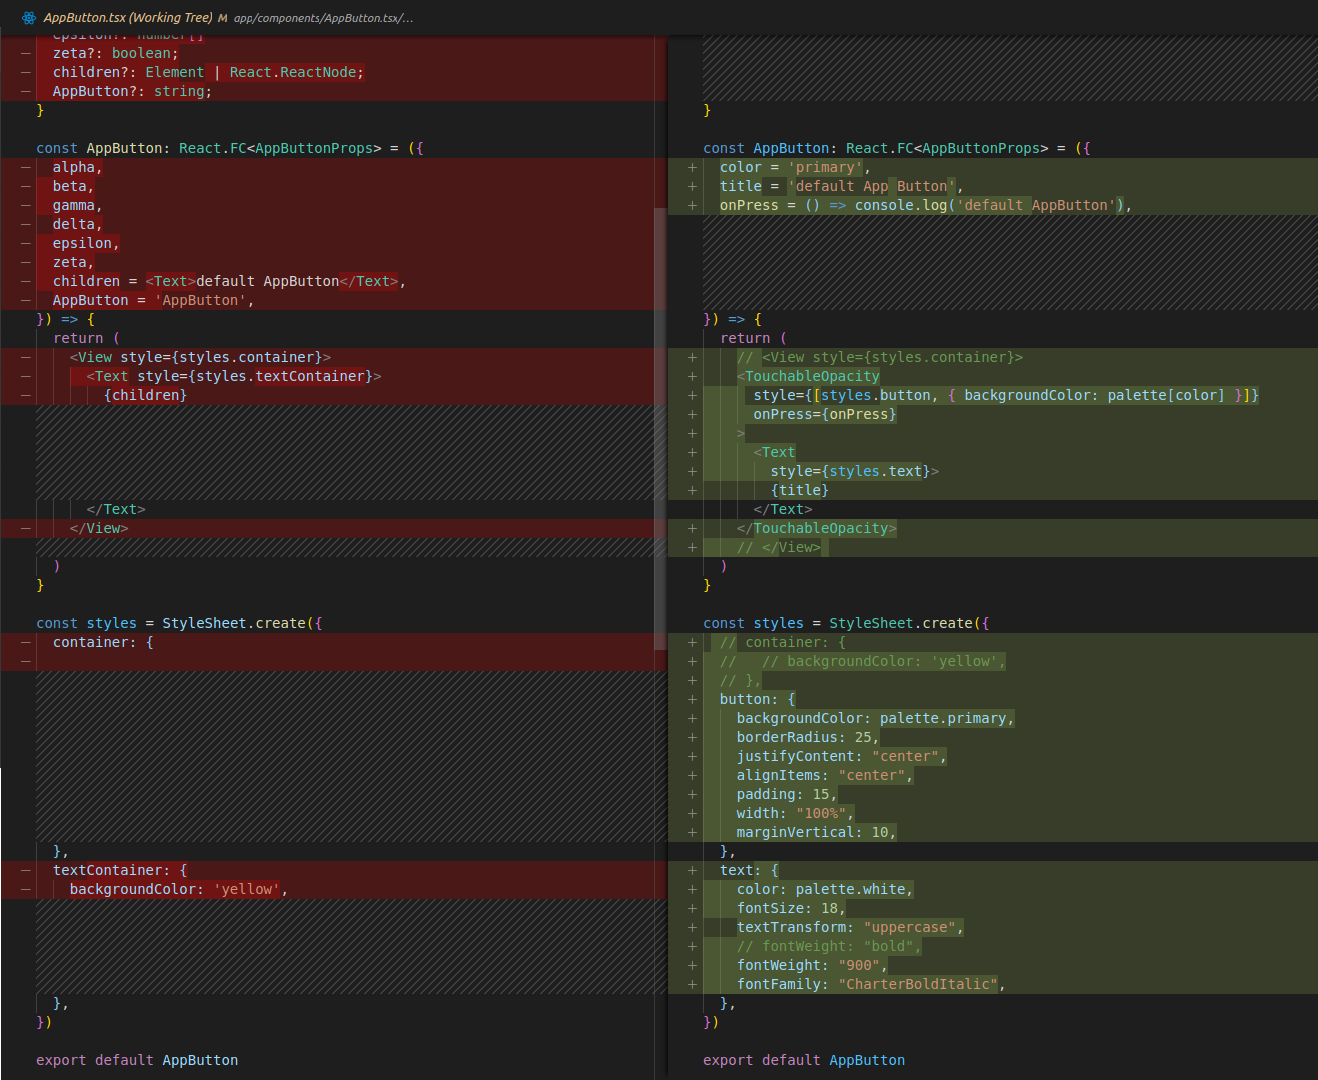 AppButton.tsx (Working Tree) M app/components/AppButton.tsx/...
epsilon?: number[]
— zeta?: boolean;
— children?: Element | React.ReactNode;
— AppButton?: string;
}
const AppButton: React.FC<AppButtonProps> = ({
— alpha,
— beta,
— gamma,
— delta,
— epsilon,
— zeta,
— children = <Text>default AppButton</Text>,
— AppButton = 'AppButton',
}) => {
return (
— <View style={styles.container}>
— <Text style={styles.textContainer}>
— {children}
</Text>
— </View>
)
}
const styles = StyleSheet.create({
— container: {
—
},
— textContainer: {
— backgroundColor: 'yellow',
},
})
export default AppButton
}
const AppButton: React.FC<AppButtonProps> = ({
+ color = 'primary',
+ title = 'default App Button',
+ onPress = () => console.log('default AppButton'),
}) => {
return (
+ // <View style={styles.container}>
+ <TouchableOpacity
+ style={[styles.button, { backgroundColor: palette[color] }]}
+ onPress={onPress}
+ >
+ <Text
+ style={styles.text}>
+ {title}
</Text>
+ </TouchableOpacity>
+ // </View>
)
}
const styles = StyleSheet.create({
+ // container: {
+ // // backgroundColor: 'yellow',
+ // },
+ button: {
+ backgroundColor: palette.primary,
+ borderRadius: 25,
+ justifyContent: "center",
+ alignItems: "center",
+ padding: 15,
+ width: "100%",
+ marginVertical: 10,
},
+ text: {
+ color: palette.white,
+ fontSize: 18,
+ textTransform: "uppercase",
+ // fontWeight: "bold",
+ fontWeight: "900",
+ fontFamily: "CharterBoldItalic",
},
})
export default AppButton